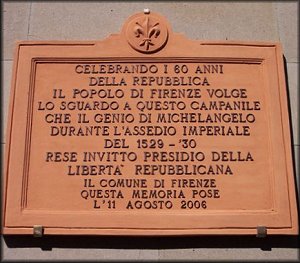 CELEBRANDO I 60 ANNI
DELLA REPUBBLICA
IL POPOLO DI FIRENZE VOLGE
LO SGUARDO A QUESTO CAMPANILE
CHE IL GENIO DI MICHELANGELO
DURANTE L'ASSEDIO IMPERIALE
DEL 1529 - '30
RESE INVITTO PRESIDIO DELLA
LIBERTA' REPUBBLICANA
IL COMUNE DI FIRENZE
QUESTA MEMORIA POSE
L'11 AGOSTO 2006